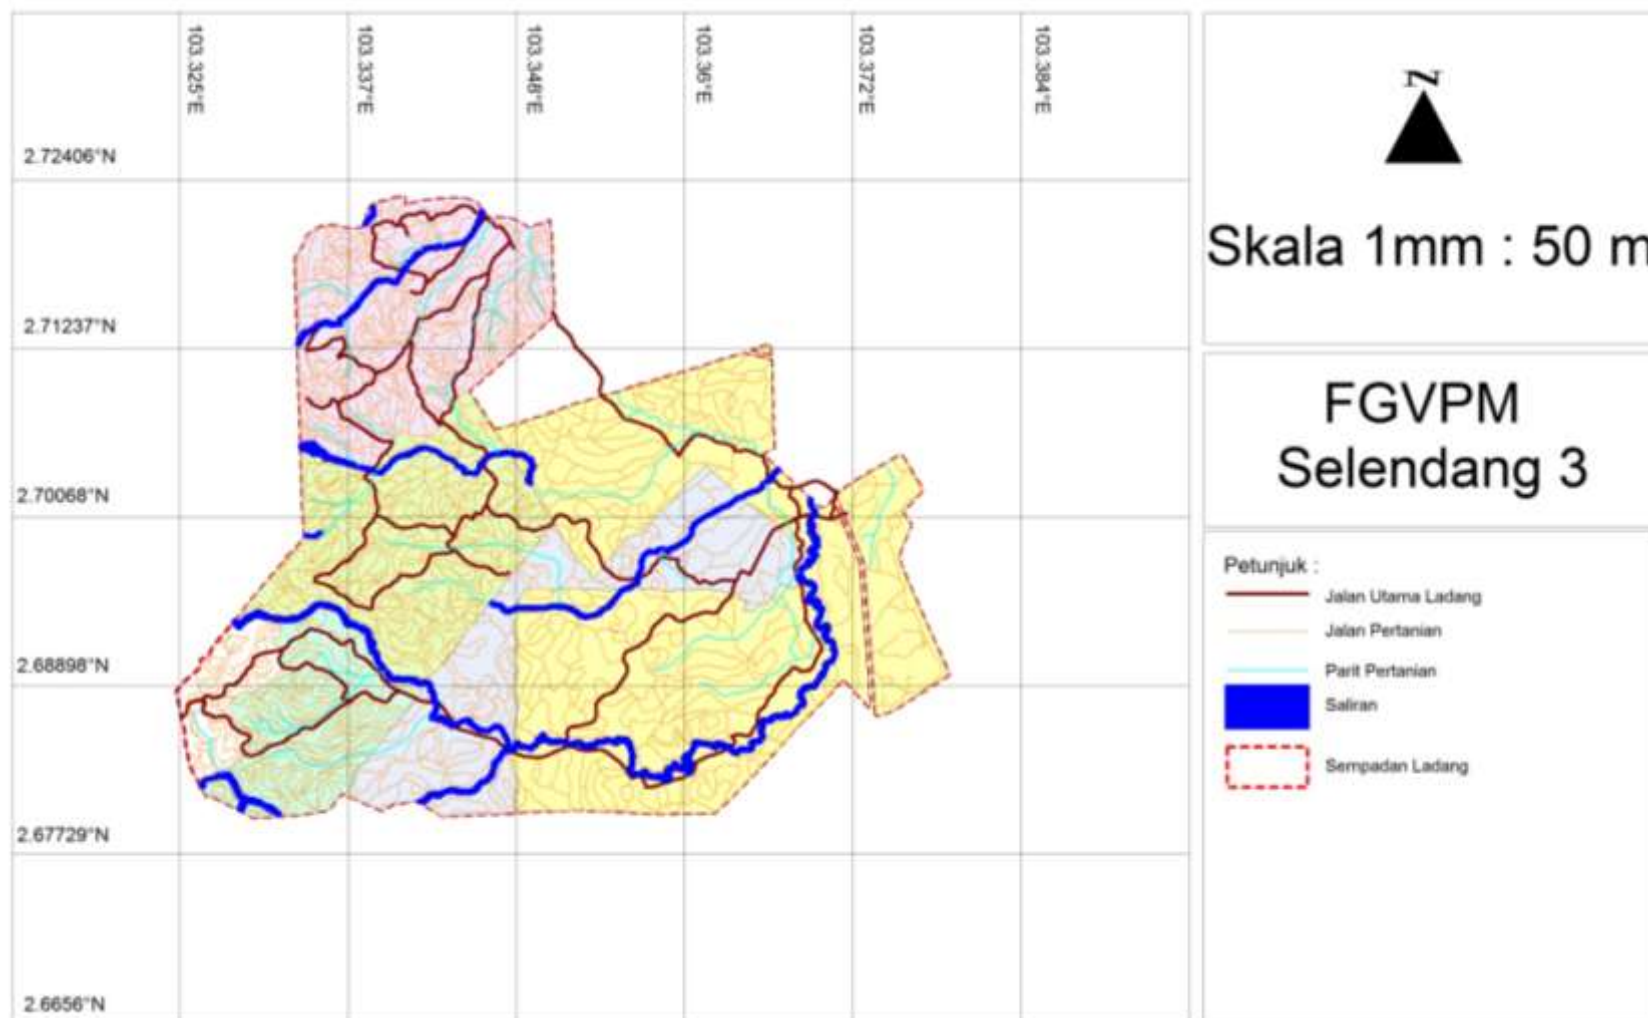 103.325°E
103.337°E
103.348°E
103.36°E
103.372°E
103.384°E
2.72406°N
2.71237°N
2.70068°N
2.68898°N
2.67729°N
2.6656°N
N
Skala 1mm : 50 m
FGVPM
Selendang 3
Petunjuk :
Jalan Utama Ladang
Jalan Pertanian
Parit Pertanian
Saliran
Sempadan Ladang